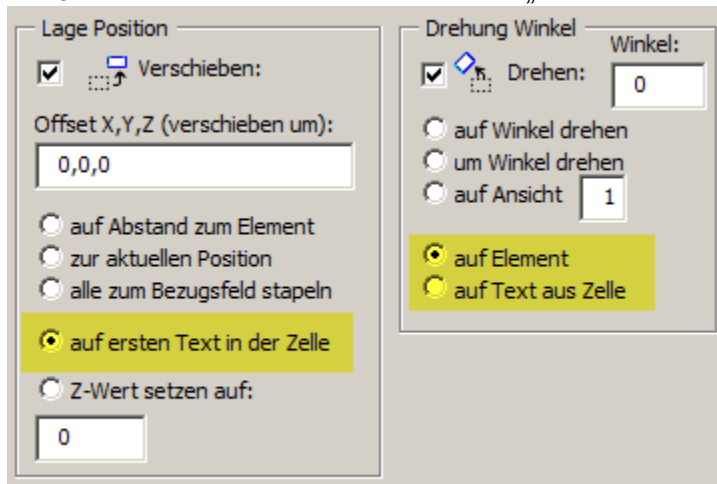 „
Lage Position
Verschieben:
Offset X,Y,Z (verschieben um):
0,0,0
auf Abstand zum Element
zur aktuellen Position
alle zum Bezugsfeld stapeln
auf ersten Text in der Zelle
Z-Wert setzen auf:
0
Drehung Winkel
Winkel:
Drehen:
0
auf Winkel drehen
um Winkel drehen
auf Ansicht 1
auf Element
auf Text aus Zelle